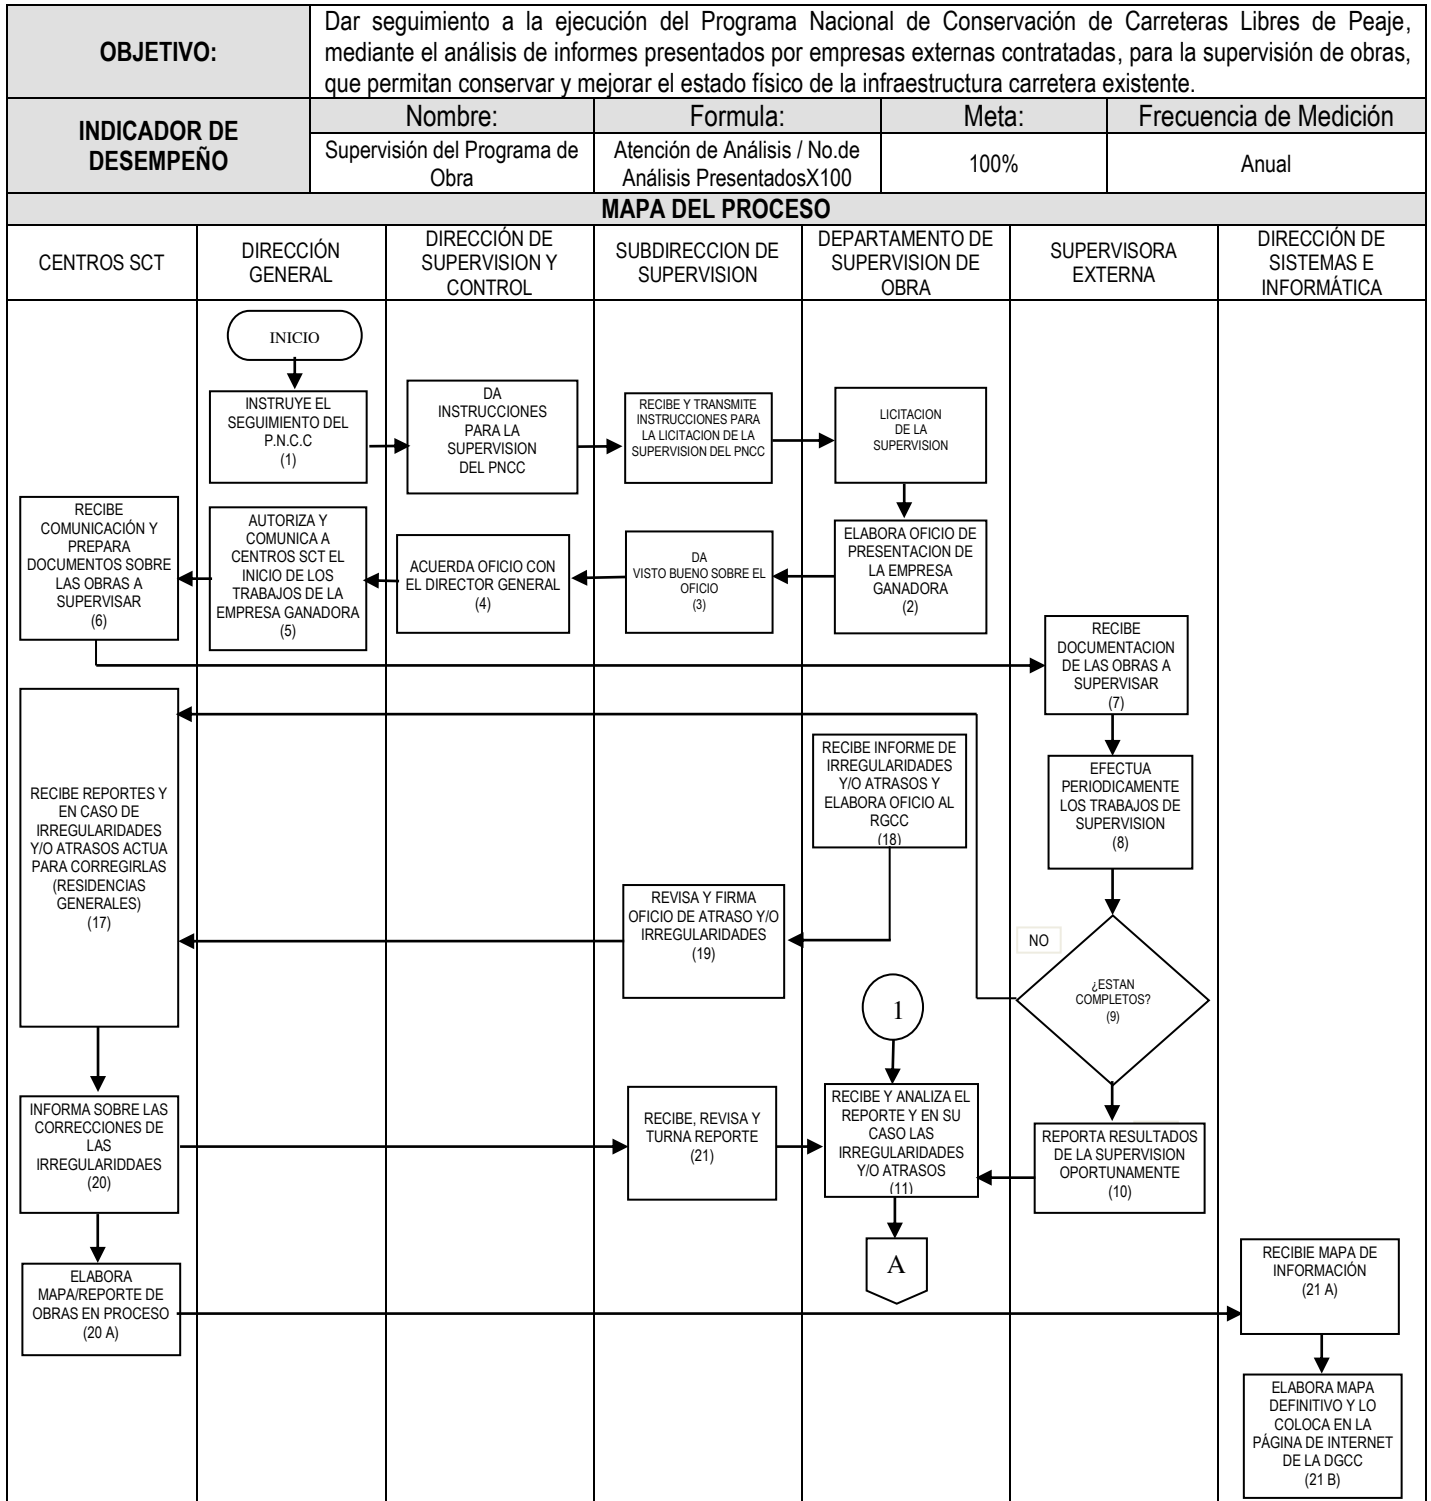 OBJETIVO:
Dar seguimiento a la ejecución del Programa Nacional de Conservación de Carreteras Libres de Peaje,
mediante el análisis de informes presentados por empresas externas contratadas, para la supervisión de obras,
que permitan conservar y mejorar el estado físico de la infraestructura carretera existente.
INDICADOR DE
DESEMPEÑO
Nombre:
Formula:
Meta:
Frecuencia de Medición
Supervisión del Programa de
Obra
Atención de Análisis / No.de
Análisis PresentadosX100
100%
Anual
MAPA DEL PROCESO
CENTROS SCT
DIRECCIÓN
GENERAL
DIRECCIÓN DE
SUPERVISION Y
CONTROL
SUBDIRECCION DE
SUPERVISION
DEPARTAMENTO DE
SUPERVISION DE
OBRA
SUPERVISORA
EXTERNA
DIRECCIÓN DE
SISTEMAS E
INFORMÁTICA
INICIO
INSTRUYE EL
SEGUIMIENTO DEL
P.N.C.C
(1)
DA
INSTRUCCIONES
PARA LA
SUPERVISION
DEL PNCC
RECIBE Y TRANSMITE
INSTRUCCIONES PARA
LA LICITACION DE LA
SUPERVISION DEL PNCC
LICITACION
DE LA
SUPERVISION
RECIBE
COMUNICACIÓN Y
PREPARA
DOCUMENTOS SOBRE
LAS OBRAS A
SUPERVISAR
(6)
AUTORIZA Y
COMUNICA A
CENTROS SCT EL
INICIO DE LOS
TRABAJOS DE LA
EMPRESA GANADORA
(5)
ACUERDA OFICIO CON
EL DIRECTOR GENERAL
(4)
DA
VISTO BUENO SOBRE EL
OFICIO
(3)
ELABORA OFICIO DE
PRESENTACION DE
LA EMPRESA
GANADORA
(2)
RECIBE
DOCUMENTACION
DE LAS OBRAS A
SUPERVISAR
(7)
RECIBE REPORTES Y
EN CASO DE
IRREGULARIDADES
Y/O ATRASOS ACTUA
PARA CORREGIRLAS
(RESIDENCIAS
GENERALES)
(17)
RECIBE INFORME DE
IRREGULARIDADES
Y/O ATRASOS Y
ELABORA OFICIO AL
RGCC
(18)
EFECTUA
PERIODICAMENTE
LOS TRABAJOS DE
SUPERVISION
(8)
REVISA Y FIRMA
OFICIO DE ATRASO Y/O
IRREGULARIDADES
(19)
NO
¿ESTAN
COMPLETOS?
(9)
1
INFORMA SOBRE LAS
CORRECCIONES DE
LAS
IRREGULARIDDAES
(20)
RECIBE, REVISA Y
TURNA REPORTE
(21)
RECIBE Y ANALIZA EL
REPORTE Y EN SU
CASO LAS
IRREGULARIDADES
Y/O ATRASOS
(11)
REPORTA RESULTADOS
DE LA SUPERVISION
OPORTUNAMENTE
(10)
A
ELABORA
MAPA/REPORTE DE
OBRAS EN PROCESO
(20 A)
RECIBIE MAPA DE
INFORMACIÓN
(21 A)
ELABORA MAPA
DEFINITIVO Y LO
COLOCA EN LA
PÁGINA DE INTERNET
DE LA DGCC
(21 B)